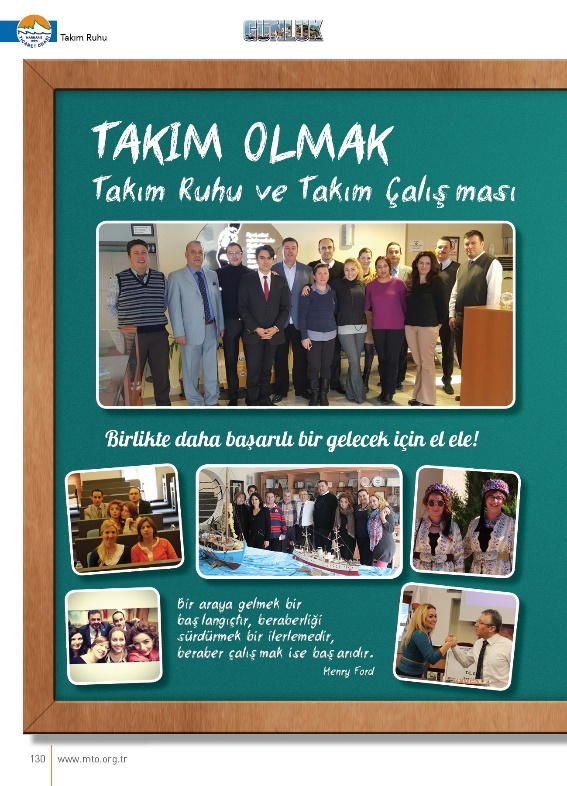 Takım Ruhu
GÜNLÜK
TAKIM OLMAK
Takım Ruhu ve Takım Çalışması
Birlikte daha başarılı bir gelecek için el ele!
Bir araya gelmek bir
başlangıçtır, beraberliği
sürdürmek bir ilerlemedir,
beraber çalışmak ise başarıdır.
Henry Ford
130
www.mto.org.tr